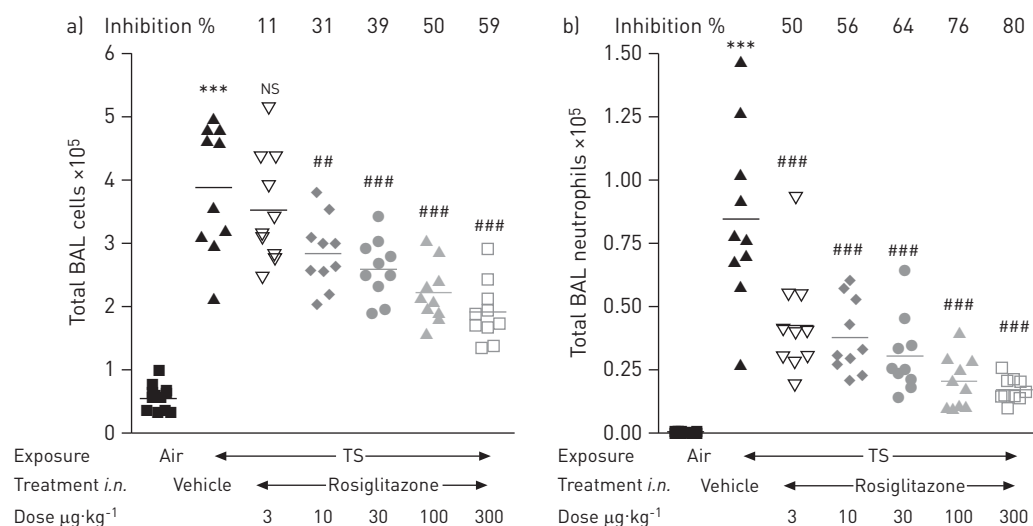 a) Inhibition % 11 31 39 50 59
6
5
4
3
2
1
0
Total BAL cells ×10⁵
*** NS ## ### ### ###
Exposure Air TS
Treatment i.n. Vehicle Rosiglitazone
Dose μg·kg⁻¹ 3 10 30 100 300
b) Inhibition % 50 56 64 76 80
1.50
1.25
1.00
0.75
0.50
0.25
0.00
Total BAL neutrophils ×10⁵
*** ### ### ### ### ###
Exposure Air TS
Treatment i.n. Vehicle Rosiglitazone
Dose μg·kg⁻¹ 3 10 30 100 300